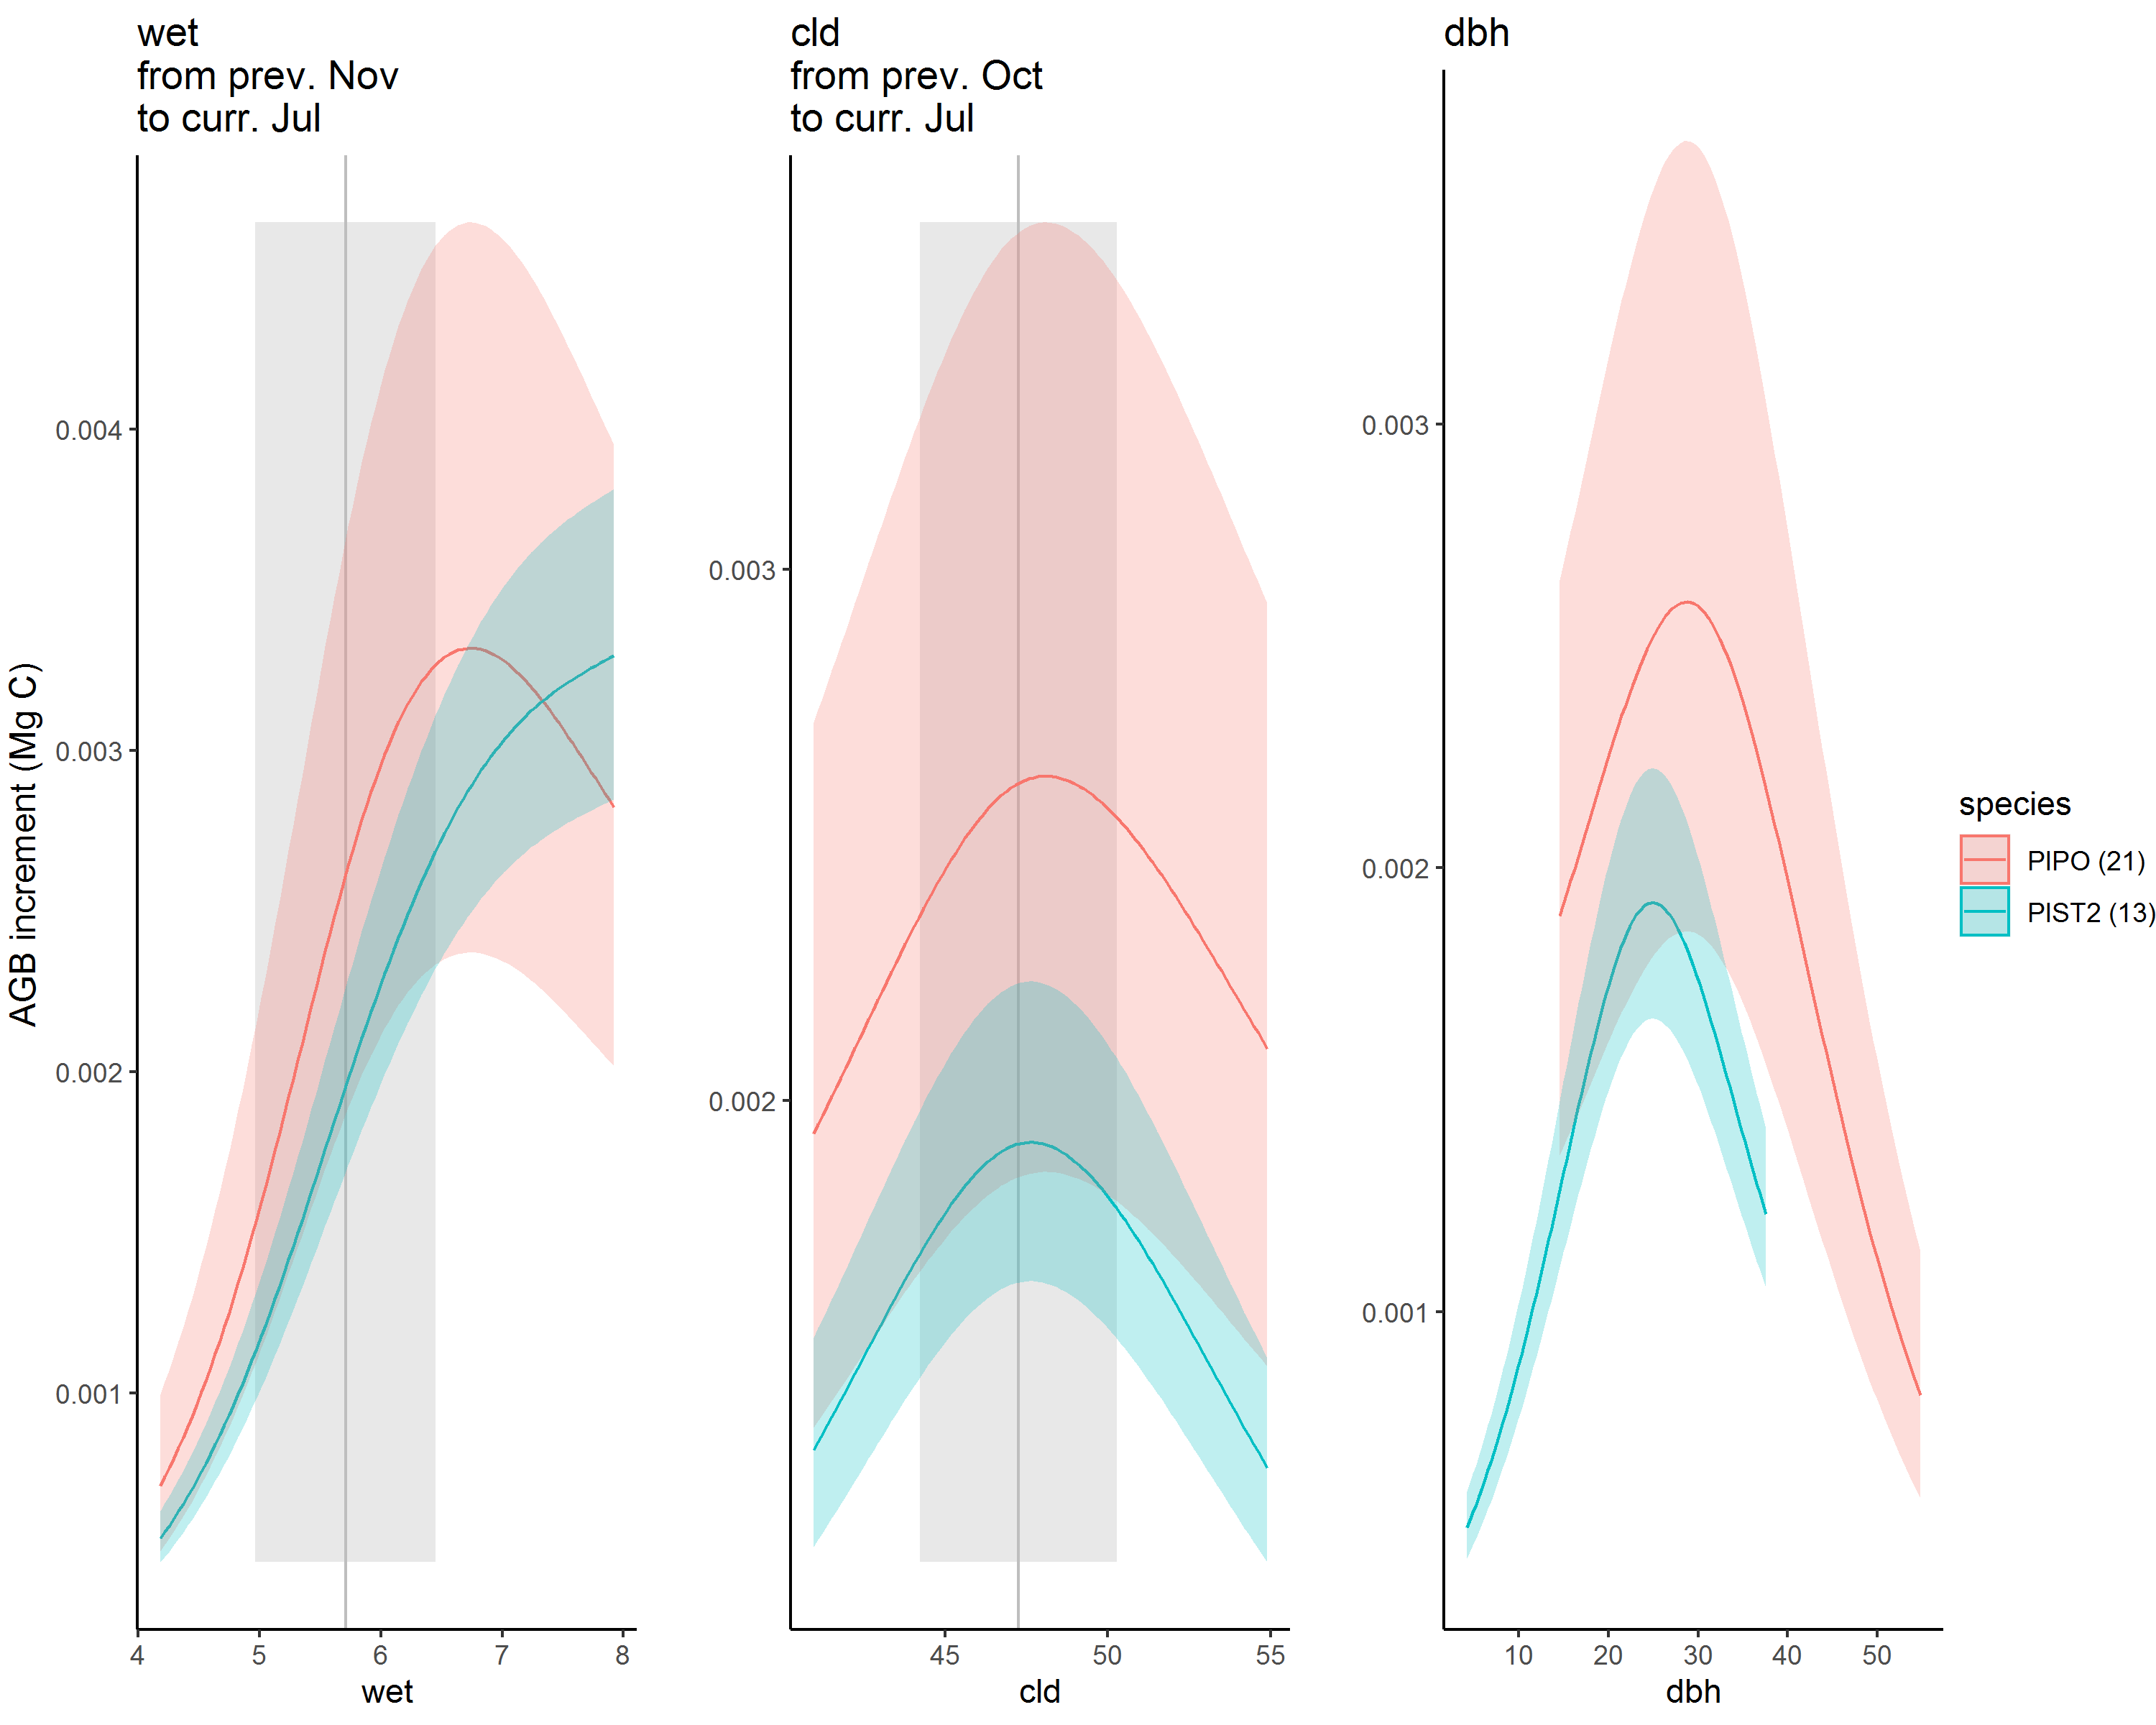 wet
from prev. Nov
to curr. Jul
cld
from prev. Oct
to curr. Jul
dbh
AGB increment (Mg C)
0.004
0.003
0.002
0.001
4 5 6 7 8
wet
0.003
0.002
45 50 55
cld
0.003
0.002
0.001
10 20 30 40 50
dbh
species
PIPO (21)
PIST2 (13)